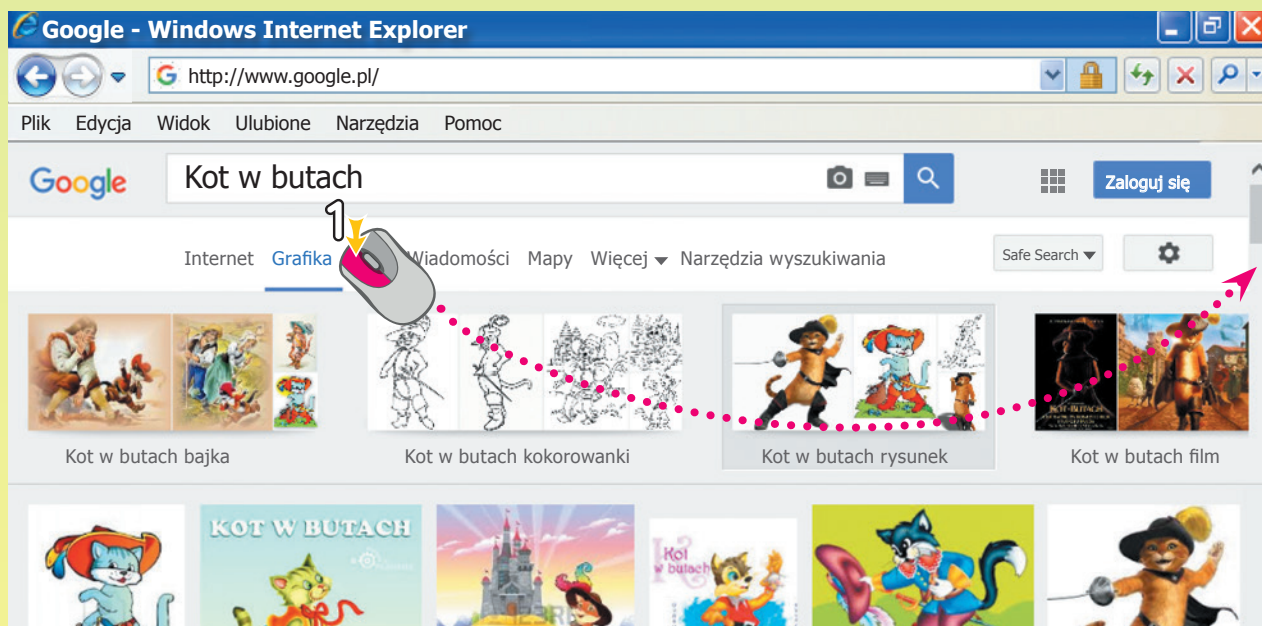 Google - Windows Internet Explorer
http://www.google.pl/
Plik Edycja Widok Ulubione Narzędzia Pomoc
Google Kot w butach Zaloguj się
1
Internet Grafika Wiadomości Mapy Więcej Narzędzia wyszukiwania Safe Search
KOT W BUTACH
Kot w butach bajka Kot w butach kokorowanki Kot w butach rysunek Kot w butach film
KOT W BUTACH
Kot
w butach